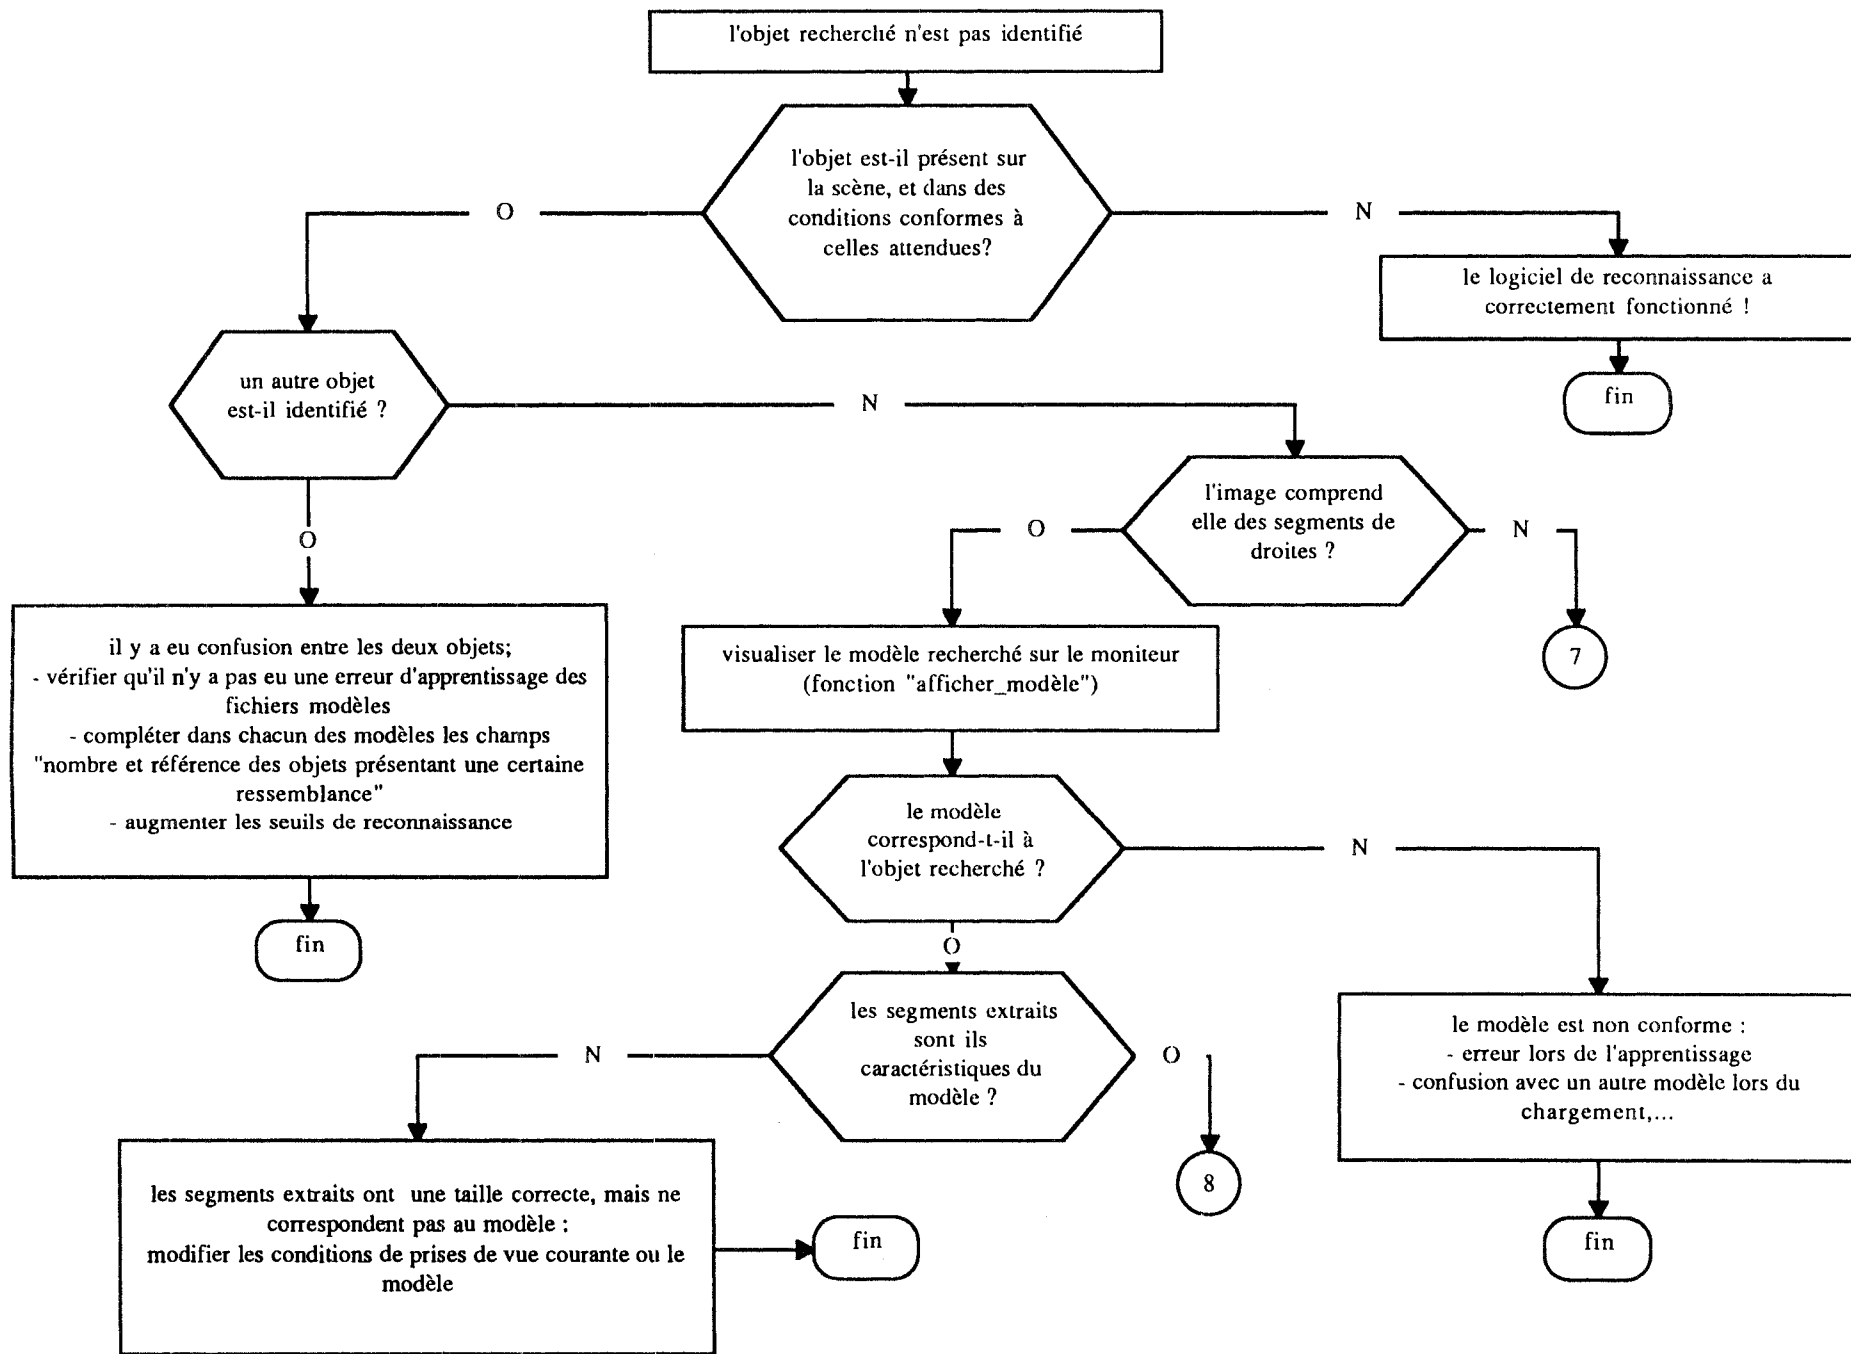 l'objet recherché n'est pas identifié
l'objet est-il présent sur
la scène, et dans des
conditions conformes à
celles attendues?
O
N
le logiciel de reconnaissance a
correctement fonctionné !
fin
un autre objet
est-il identifié ?
N
O
l'image comprend
elle des segments de
droites ?
O
N
7
il y a eu confusion entre les deux objets;
- vérifier qu'il n'y a pas eu une erreur d'apprentissage des
fichiers modèles
- compléter dans chacun des modèles les champs
"nombre et référence des objets présentant une certaine
ressemblance"
- augmenter les seuils de reconnaissance
fin
visualiser le modèle recherché sur le moniteur
(fonction "afficher_modèle")
le modèle
correspond-t-il à
l'objet recherché ?
N
O
les segments extraits
sont ils
caractéristiques du
modèle ?
N
O
8
le modèle est non conforme :
- erreur lors de l'apprentissage
- confusion avec un autre modèle lors du
chargement,...
fin
les segments extraits ont une taille correcte, mais ne
correspondent pas au modèle :
modifier les conditions de prises de vue courante ou le
modèle
fin